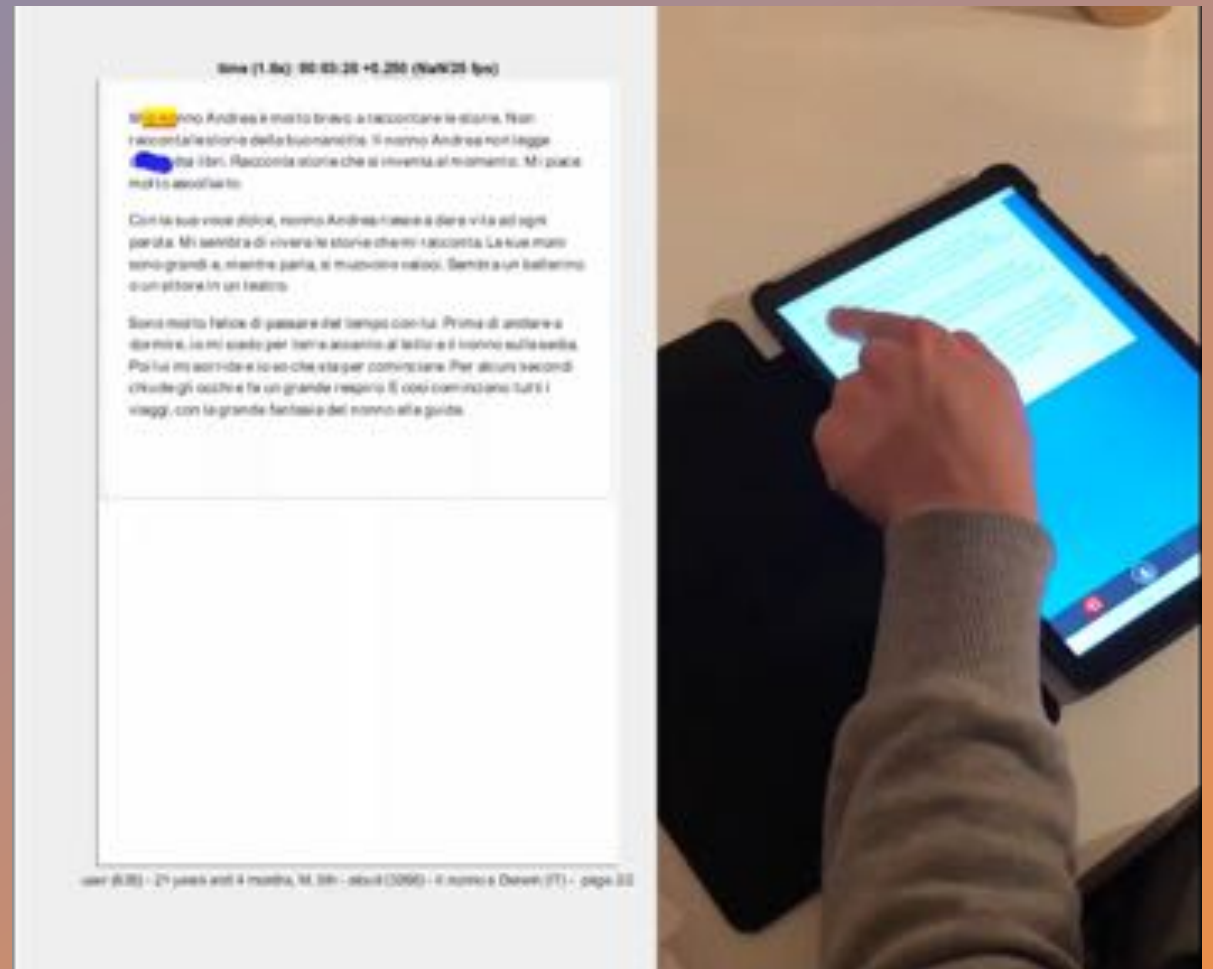 nno Andrea è molto bravo a raccontare le storie. Non
racconta le storie della buonanotte. Il nonno Andrea non legge
dai libri. Racconta storie che si inventa al momento. Mi piace
molto ascoltarlo.
Con la sua voce dolce, nonno Andrea riesce a dare vita ad ogni
parola. Mi sembra di vivere le storie che mi racconta. Le sue mani
sono grandi e, mentre parla, si muovono veloci. Sembra un ballerino
o un attore in un teatro.
Sono molto felice di passare del tempo con lui. Prima di andare a
dormire, io mi siedo per terra accanto al letto e il nonno sulla sedia.
Poi lui mi sorride e io so che sta per cominciare. Per alcuni secondi
chiude gli occhi e fa un grande respiro. E così cominciano tutti i
viaggi, con la grande fantasia del nonno alla guida.